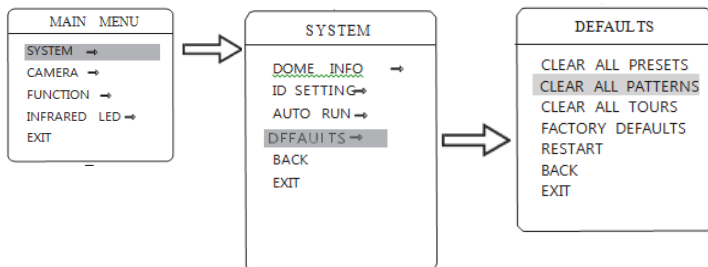 MAIN MENU
SYSTEM →
CAMERA →
FUNCTION →
INFRARED LED →
EXIT
SYSTEM
DOME INFO →
ID SETTING→
AUTO RUN →
DFFAUITS →
BACK
EXIT
DEFAULTS
CLEAR ALL PRESETS
CLEAR ALL PATTERNS
CLEAR ALL TOURS
FACTORY DEFAULTS
RESTART
BACK
EXIT